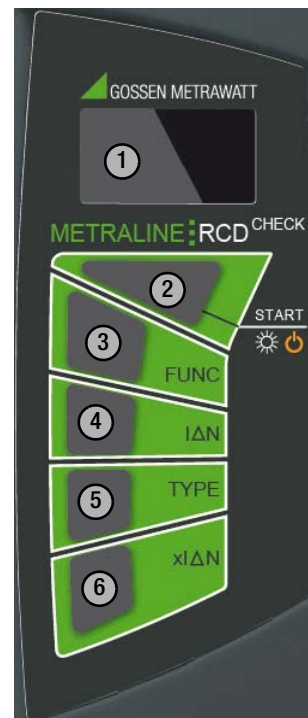 GOSSEN METRAWATT
1
METRALINE RCD CHECK
2
START
3
FUNC
4
IΔN
5
TYPE
6
xIΔN